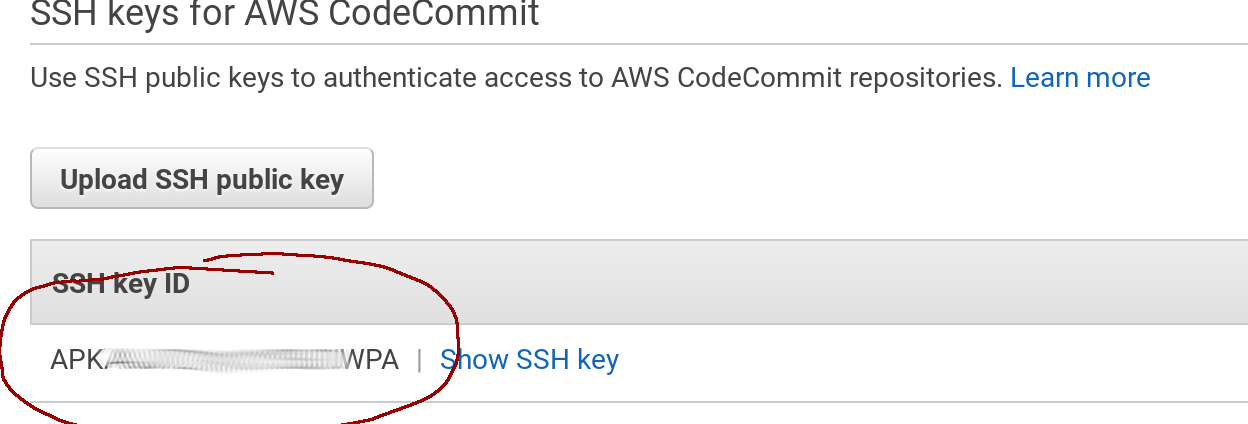 SSH keys for AWS CodeCommit
Use SSH public keys to authenticate access to AWS CodeCommit repositories. Learn more
Upload SSH public key
SSH key ID
APK WPA | Show SSH key